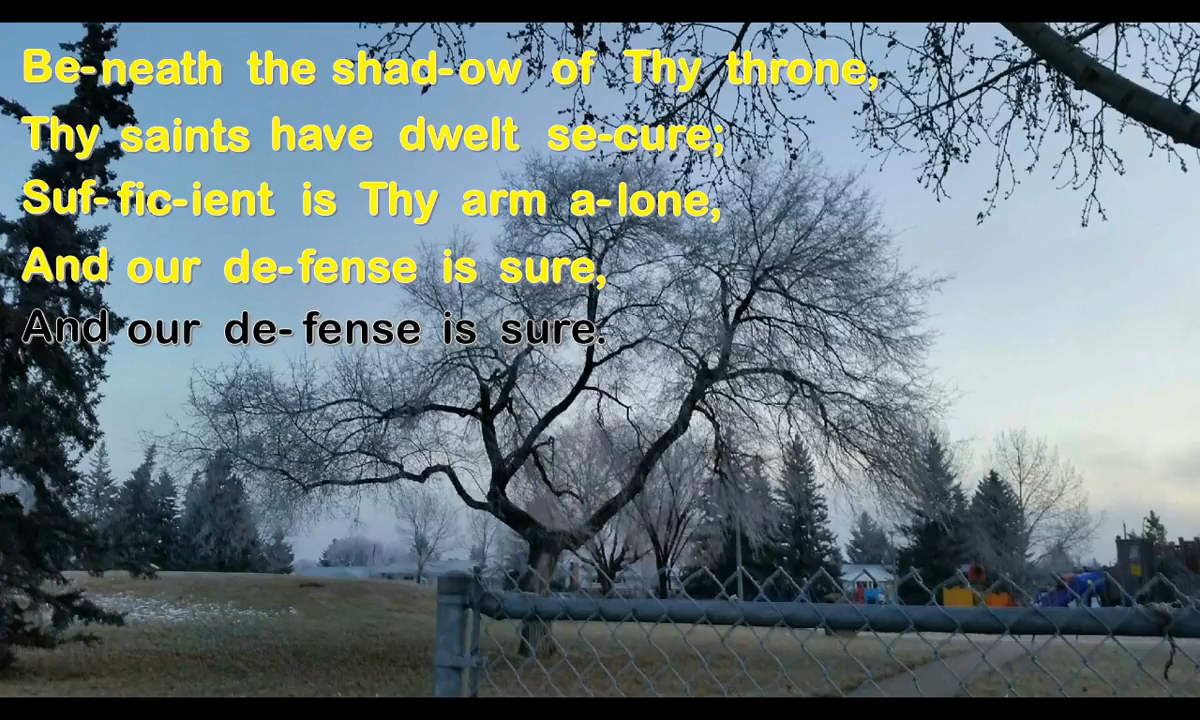 Be-neath the shad-ow of Thy throne,
Thy saints have dwelt se-cure;
Suf-fic-ient is Thy arm a-lone,
And our de-fense is sure,
And our de-fense is sure.